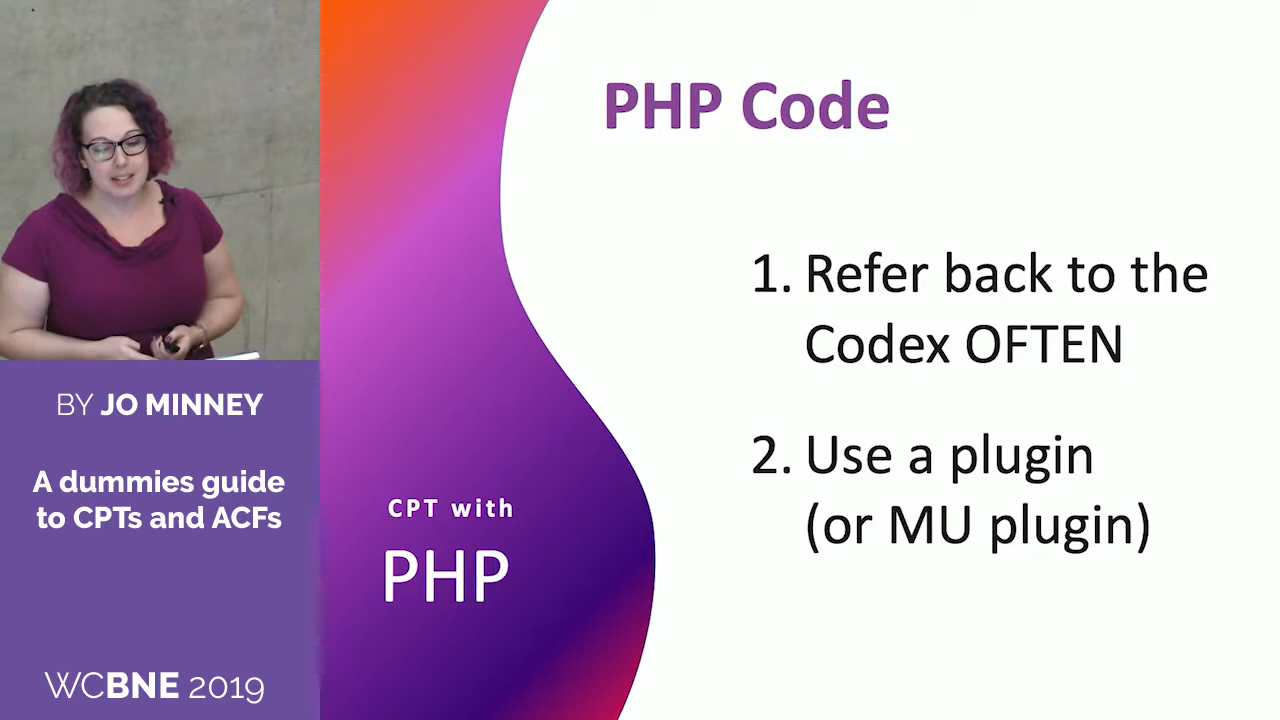 PHP Code
1. Refer back to the
Codex OFTEN
2. Use a plugin
(or MU plugin)
CPT with
PHP
BY JO MINNEY
A dummies guide
to CPTs and ACFs
WCBNE 2019